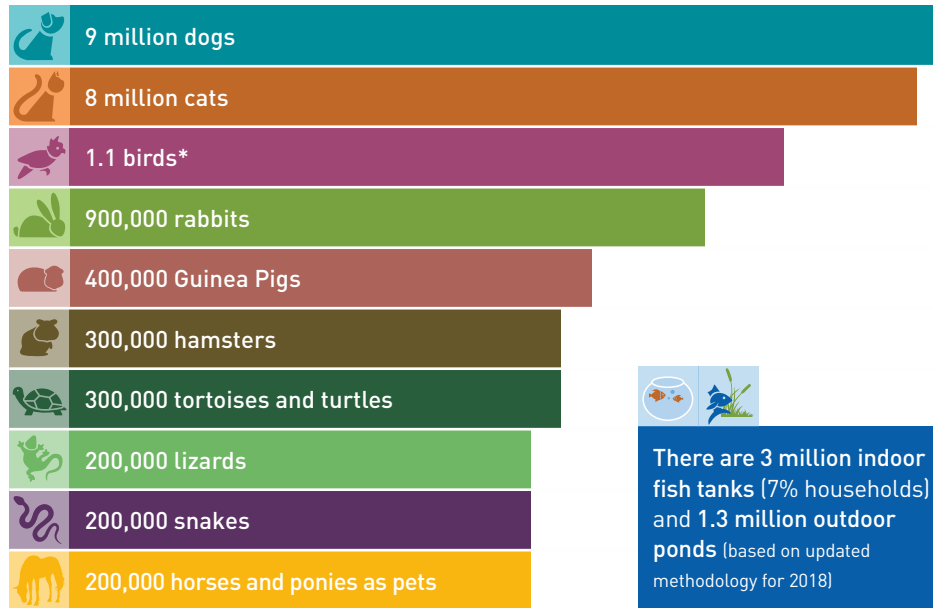 9 million dogs
8 million cats
1.1 birds*
900,000 rabbits
400,000 Guinea Pigs
300,000 hamsters
300,000 tortoises and turtles
200,000 lizards
200,000 snakes
200,000 horses and ponies as pets
There are 3 million indoor
fish tanks (7% households)
and 1.3 million outdoor
ponds (based on updated
methodology for 2018)